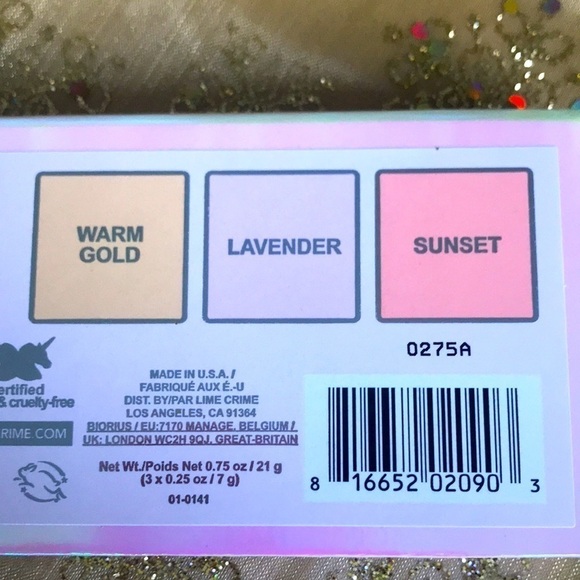 WARM
GOLD
LAVENDER
SUNSET
0275A
ertified
& cruelty-free
RIME.COM
MADE IN U.S.A. /
FABRIQUÉ AUX É.-U
DIST. BY/PAR LIME CRIME
LOS ANGELES, CA 91364
BIORIUS / EU:7170 MANAGE. BELGIUM /
UK: LONDON WC2H 9QJ. GREAT-BRITAIN
Net Wt./Poids Net 0.75 oz / 21 g
(3 x 0.25 oz / 7 g)
01-0141
8 16652 02090 3